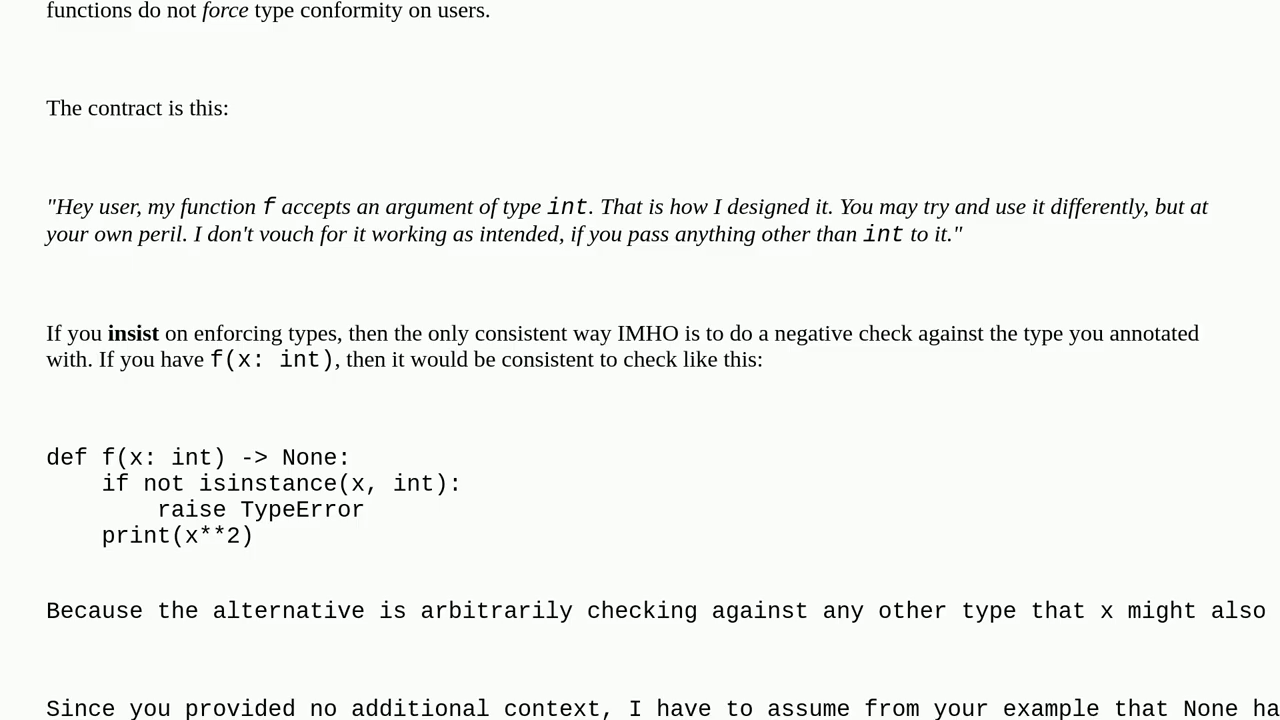 functions do not force type conformity on users.
The contract is this:
"Hey user, my function f accepts an argument of type int. That is how I designed it. You may try and use it differently, but at
your own peril. I don't vouch for it working as intended, if you pass anything other than int to it."
If you insist on enforcing types, then the only consistent way IMHO is to do a negative check against the type you annotated
with. If you have f(x: int), then it would be consistent to check like this:
def f(x: int) -> None:
    if not isinstance(x, int):
        raise TypeError
    print(x**2)
Because the alternative is arbitrarily checking against any other type that x might also
Since you provided no additional context, I have to assume from your example that None ha